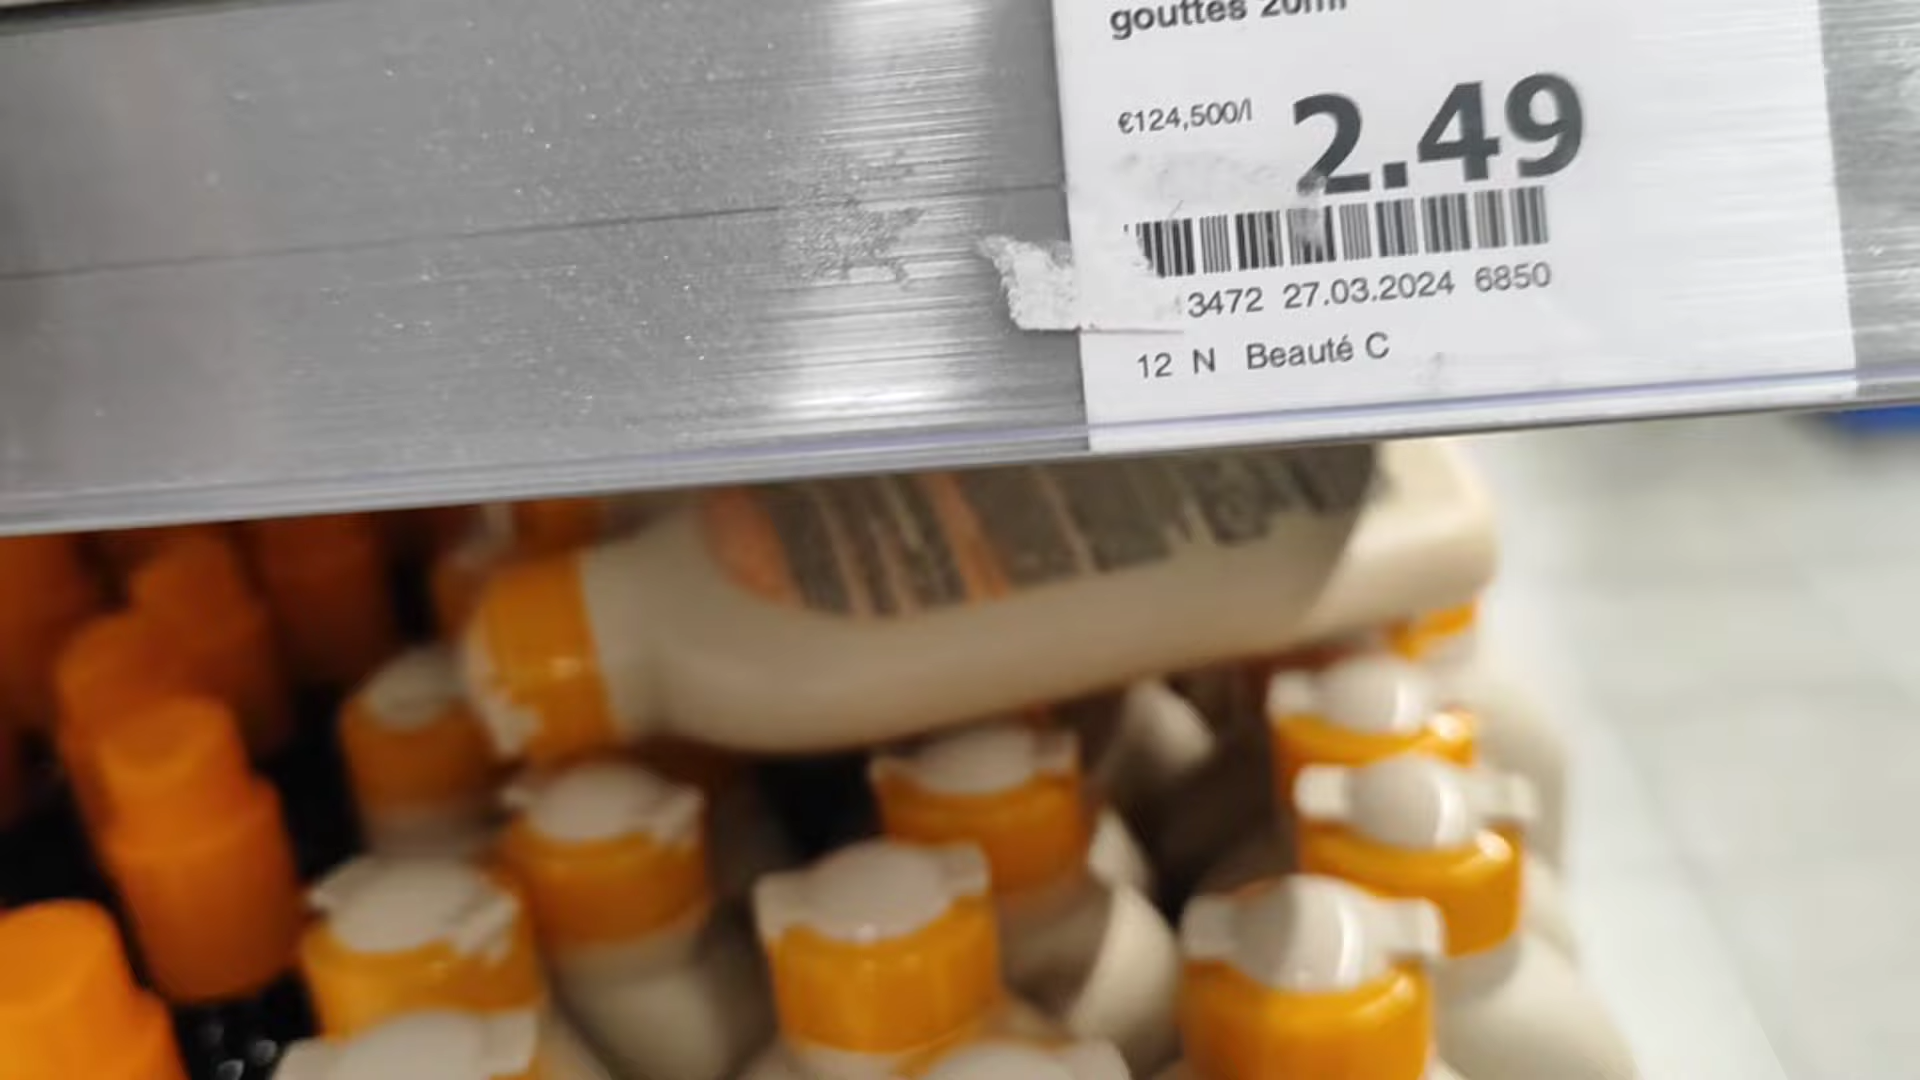 gouttes 20ml
€124,500/l
2.49
3472 27.03.2024 6850
12 N Beauté C